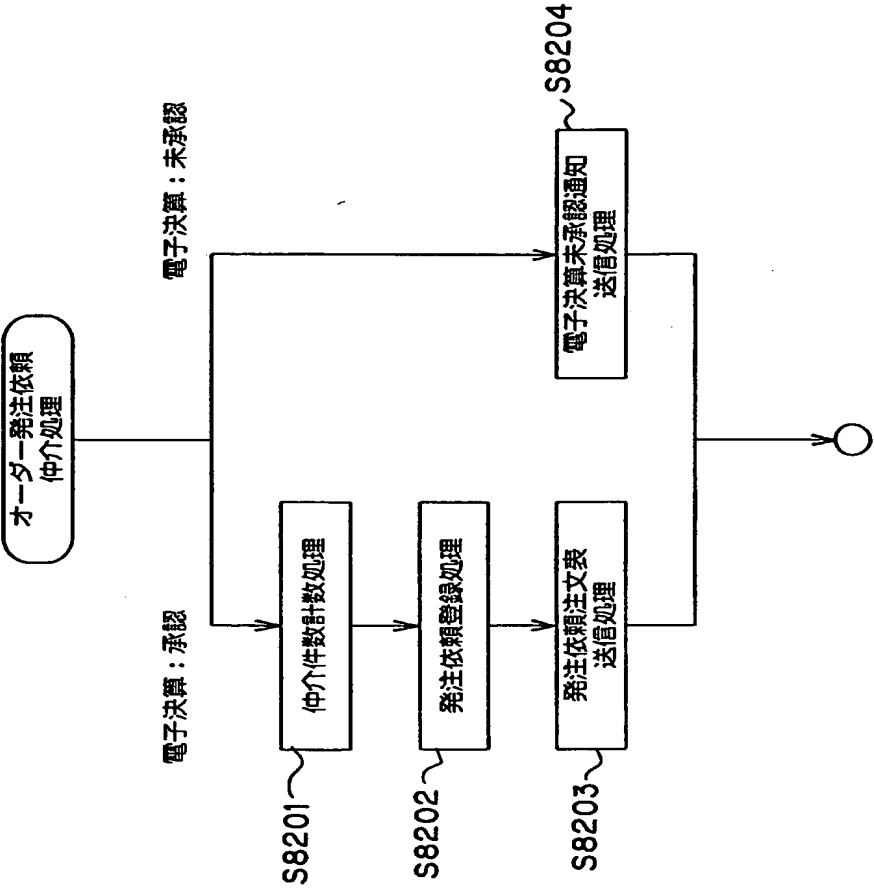 オーダー発注依頼
仲介処理
電子決算：承認
電子決算：未承認
仲介件数計数処理
S8201
発注依頼登録処理
S8202
発注依頼注文表
送信処理
S8203
電子決算未承認通知
送信処理
S8204